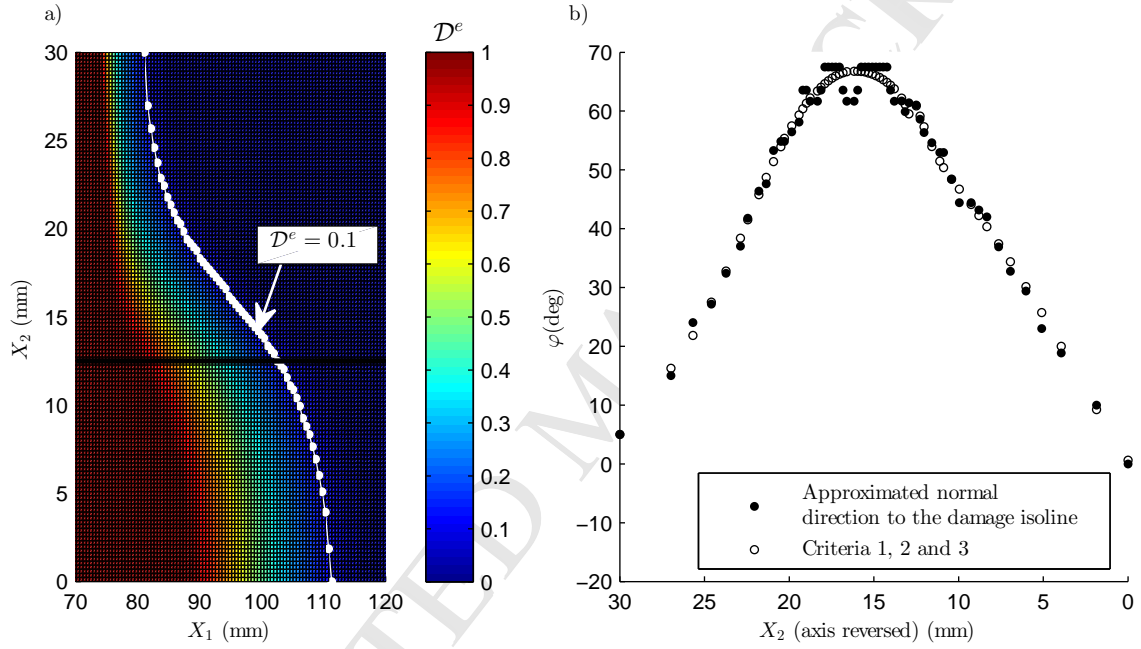 a)
𝒟ᵉ
30
25
20
15
10
5
0
X₂ (mm)
𝒟ᵉ = 0.1
70 80 90 100 110 120
X₁ (mm)
1
0.9
0.8
0.7
0.6
0.5
0.4
0.3
0.2
0.1
0
b)
70
60
50
40
30
20
10
0
−10
−20
φ(deg)
Approximated normal
direction to the damage isoline
Criteria 1, 2 and 3
30 25 20 15 10 5 0
X₂ (axis reversed) (mm)